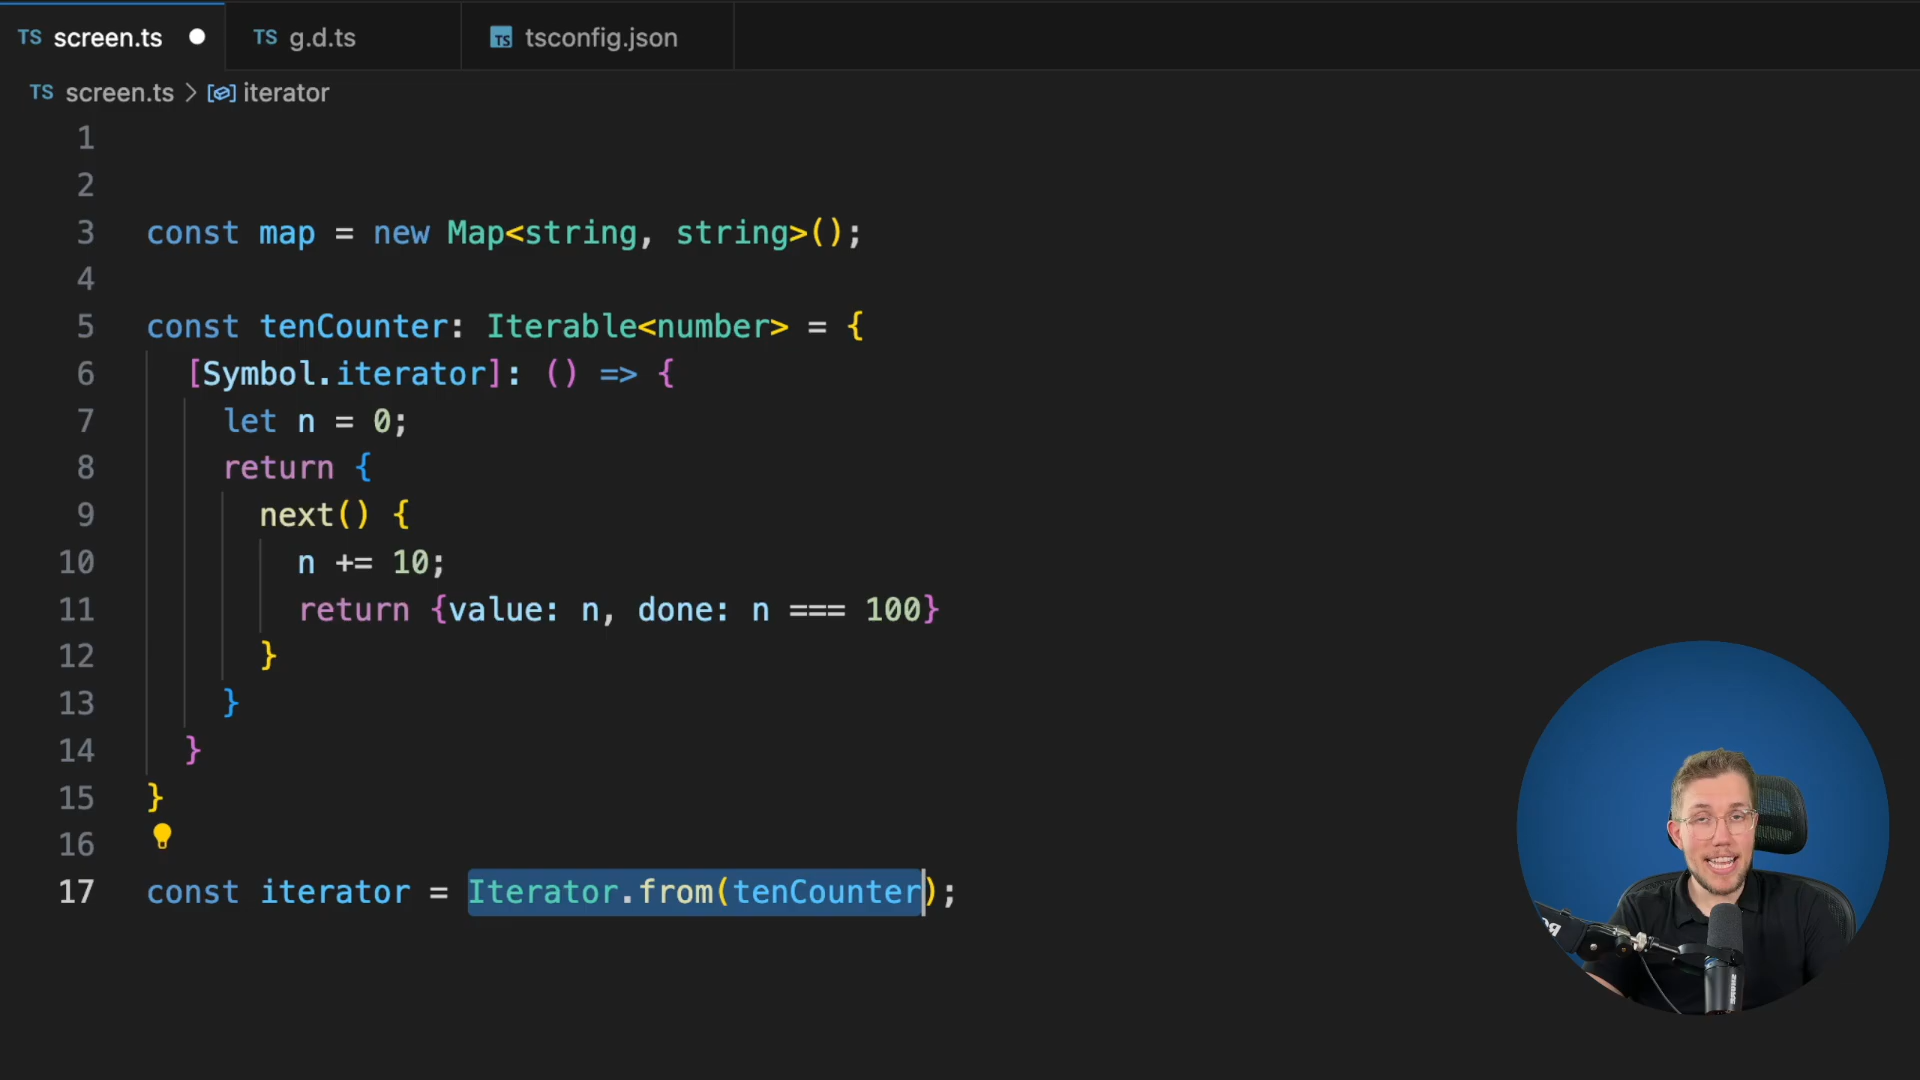 TS screen.ts
TS g.d.ts
TS tsconfig.json
TS screen.ts > iterator
1
2
3 const map = new Map<string, string>();
4
5 const tenCounter: Iterable<number> = {
6 [Symbol.iterator]: () => {
7 let n = 0;
8 return {
9 next() {
10 n += 10;
11 return {value: n, done: n === 100}
12 }
13 }
14 }
15 }
16
17 const iterator = Iterator.from(tenCounter);